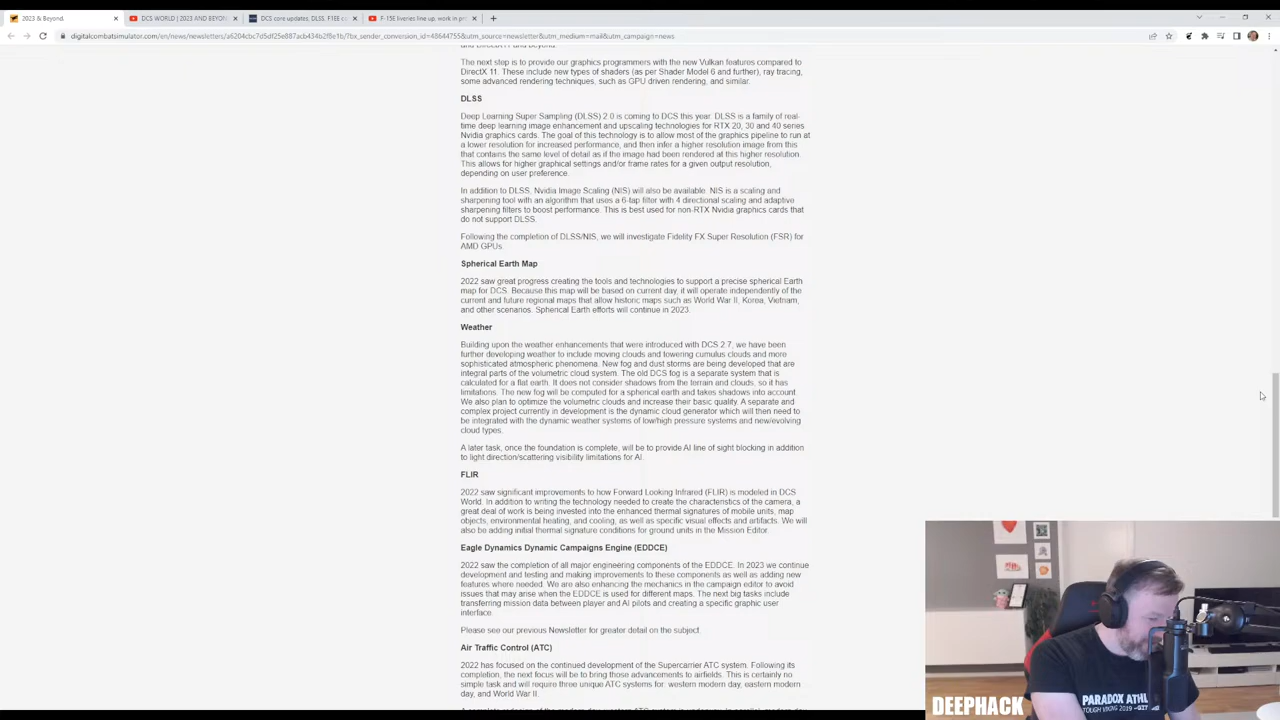 2023 & Beyond.
DCS WORLD | 2023 AND BEYON
DCS core updates, DLSS, F1EE c
F-15E liveries line up, work in pr
digitalcombatsimulator.com/en/news/newsletters/
The next step is to provide our graphics programmers with the new Vulkan features compared to
DirectX 11. These include new types of shaders (as per Shader Model 6 and further), ray tracing,
some advanced rendering techniques, such as GPU driven rendering, and similar.
DLSS
Deep Learning Super Sampling (DLSS) 2.0 is coming to DCS this year. DLSS is a family of real-
time deep learning image enhancement and upscaling technologies for RTX 20, 30 and 40 series
Nvidia graphics cards. The goal of this technology is to allow most of the graphics pipeline to run at
a lower resolution for increased performance, and then infer a higher resolution image from this
that contains the same level of detail as if the image had been rendered at this higher resolution.
This allows for higher graphical settings and/or frame rates for a given output resolution,
depending on user preference.
In addition to DLSS, Nvidia Image Scaling (NIS) will also be available. NIS is a scaling and
sharpening tool with an algorithm that uses a 6-tap filter with 4 directional scaling and adaptive
sharpening filters to boost performance. This is best used for non-RTX Nvidia graphics cards that
do not support DLSS.
Following the completion of DLSS/NIS, we will investigate Fidelity FX Super Resolution (FSR) for
AMD GPUs.
Spherical Earth Map
2022 saw great progress creating the tools and technologies to support a precise spherical Earth
map for DCS. Because this map will be based on current day, it will operate independently of the
current and future regional maps that allow historic maps such as World War II, Korea, Vietnam,
and other scenarios. Spherical Earth efforts will continue in 2023.
Weather
Building upon the weather enhancements that were introduced with DCS 2.7, we have been
further developing weather to include moving clouds and towering cumulus clouds and more
sophisticated atmospheric phenomena. New fog and dust storms are being developed that are
integral parts of the volumetric cloud system. The old DCS fog is a separate system that is
calculated for a flat earth. It does not consider shadows from the terrain and clouds, so it has
limitations. The new fog will be computed for a spherical earth and takes shadows into account
We also plan to optimize the volumetric clouds and increase their basic quality. A separate and
complex project currently in development is the dynamic cloud generator which will then need to
be integrated with the dynamic weather systems of low/high pressure systems and new/evolving
cloud types.
A later task, once the foundation is complete, will be to provide AI line of sight blocking in addition
to light direction/scattering visibility limitations for AI.
FLIR
2022 saw significant improvements to how Forward Looking Infrared (FLIR) is modeled in DCS
World. In addition to writing the technology needed to create the characteristics of the camera, a
great deal of work is being invested into the enhanced thermal signatures of mobile units, map
objects, environmental heating, and cooling, as well as specific visual effects and artifacts. We will
also be adding initial thermal signature conditions for ground units in the Mission Editor.
Eagle Dynamics Dynamic Campaigns Engine (EDDCE)
2022 saw the completion of all major engineering components of the EDDCE. In 2023 we continue
development and testing and making improvements to these components as well as adding new
features where needed. We are also enhancing the mechanics in the campaign editor to avoid
issues that may arise when the EDDCE is used for different maps. The next big tasks include
transferring mission data between player and AI pilots and creating a specific graphic user
interface.
Please see our previous Newsletter for greater detail on the subject.
Air Traffic Control (ATC)
2022 has focused on the continued development of the Supercarrier ATC system. Following its
completion, the next focus will be to bring those advancements to airfields. This is certainly no
simple task and will require three unique ATC systems for: western modern day, eastern modern
day, and World War II.
PARADOX ATHL
DEEPHACK